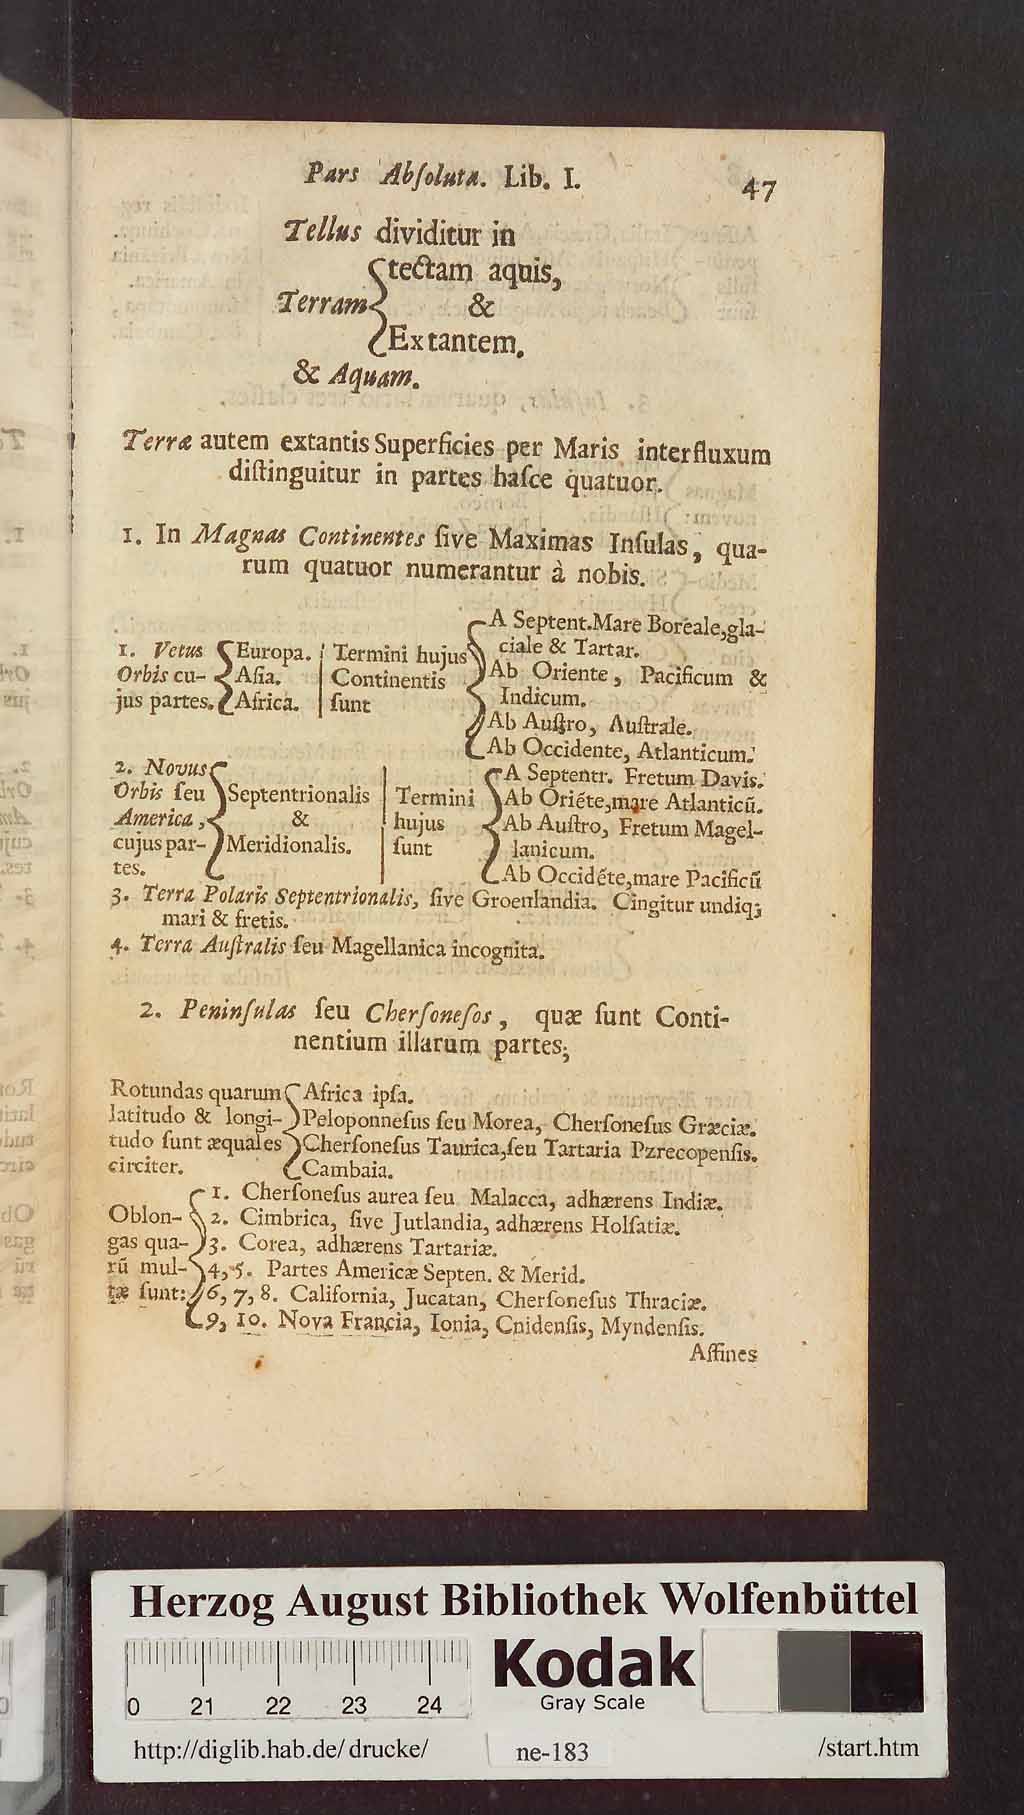 Pars Abſoluta. Lib. I.
47
Tellus dividitur in
tectam aquis,
Terram &
Extantem.
& Aquam.
Terræ autem extantis Superficies per Maris interfluxum
diſtinguitur in partes haſce quatuor.
1. In Magnas Continentes ſive Maximas Inſulas, qua-
rum quatuor numerantur à nobis.
1. Vetus
Orbis cu-
jus partes.
Europa.
Aſia.
Africa.
Termini hujus
Continentis
ſunt
A Septent. Mare Boreale, gla-
ciale & Tartar.
Ab Oriente, Pacificum &
Indicum.
Ab Auſtro, Auſtrale.
Ab Occidente, Atlanticum.
2. Novus
Orbis ſeu
America,
cujus par-
tes.
Septentrionalis
&
Meridionalis.
Termini
hujus
ſunt
A Septentr. Fretum Davis.
Ab Oriéte, mare Atlanticū.
Ab Auſtro, Fretum Magel-
lanicum.
Ab Occidéte, mare Pacificū
3. Terra Polaris Septentrionalis, ſive Groenlandia. Cingitur undiq;
mari & fretis.
4. Terra Auſtralis ſeu Magellanica incognita.
2. Peninſulas ſeu Cherſoneſos, quæ ſunt Conti-
nentium illarum partes;
Rotundas quarum
latitudo & longi-
tudo ſunt æquales
circiter.
Africa ipſa.
Peloponneſus ſeu Morea, Cherſoneſus Græciæ.
Cherſoneſus Taurica, ſeu Tartaria Pzrecopenſis.
Cambaia.
Oblon-
gas qua-
rū mul-
tæ ſunt:
1. Cherſoneſus aurea ſeu Malacca, adhærens Indiæ.
2. Cimbrica, ſive Jutlandia, adhærens Holſatiæ.
3. Corea, adhærens Tartariæ.
4, 5. Partes Americæ Septen. & Merid.
6, 7, 8. California, Jucatan, Cherſoneſus Thraciæ.
9, 10. Nova Francia, Ionia, Cnidenſis, Myndenſis.
Affines
Herzog August Bibliothek Wolfenbüttel
Kodak
Gray Scale
0 21 22 23 24
http://diglib.hab.de/drucke/
ne-183
/start.htm